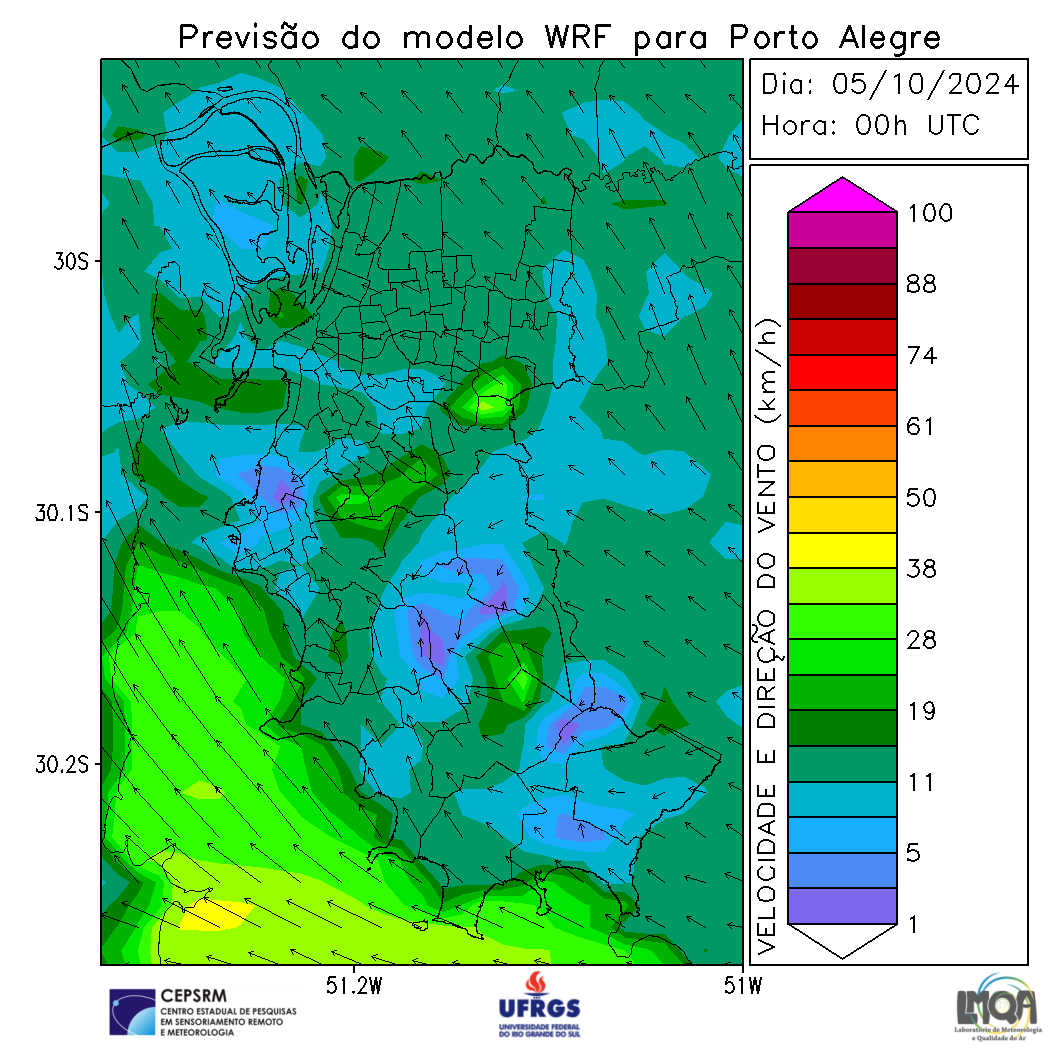 Previsão do modelo WRF para Porto Alegre
Dia: 05/10/2024
Hora: 00h UTC
30S
30.1S
30.2S
51.2W
51W
VELOCIDADE E DIREÇÃO DO VENTO (km/h)
100
88
74
61
50
38
28
19
11
5
1
CEPSRM
CENTRO ESTADUAL DE PESQUISAS
EM SENSORIAMENTO REMOTO
E METEOROLOGIA
UFRGS
UNIVERSIDADE FEDERAL
DO RIO GRANDE DO SUL
LMQA
Laboratório de Meteorologia
e Qualidade do Ar